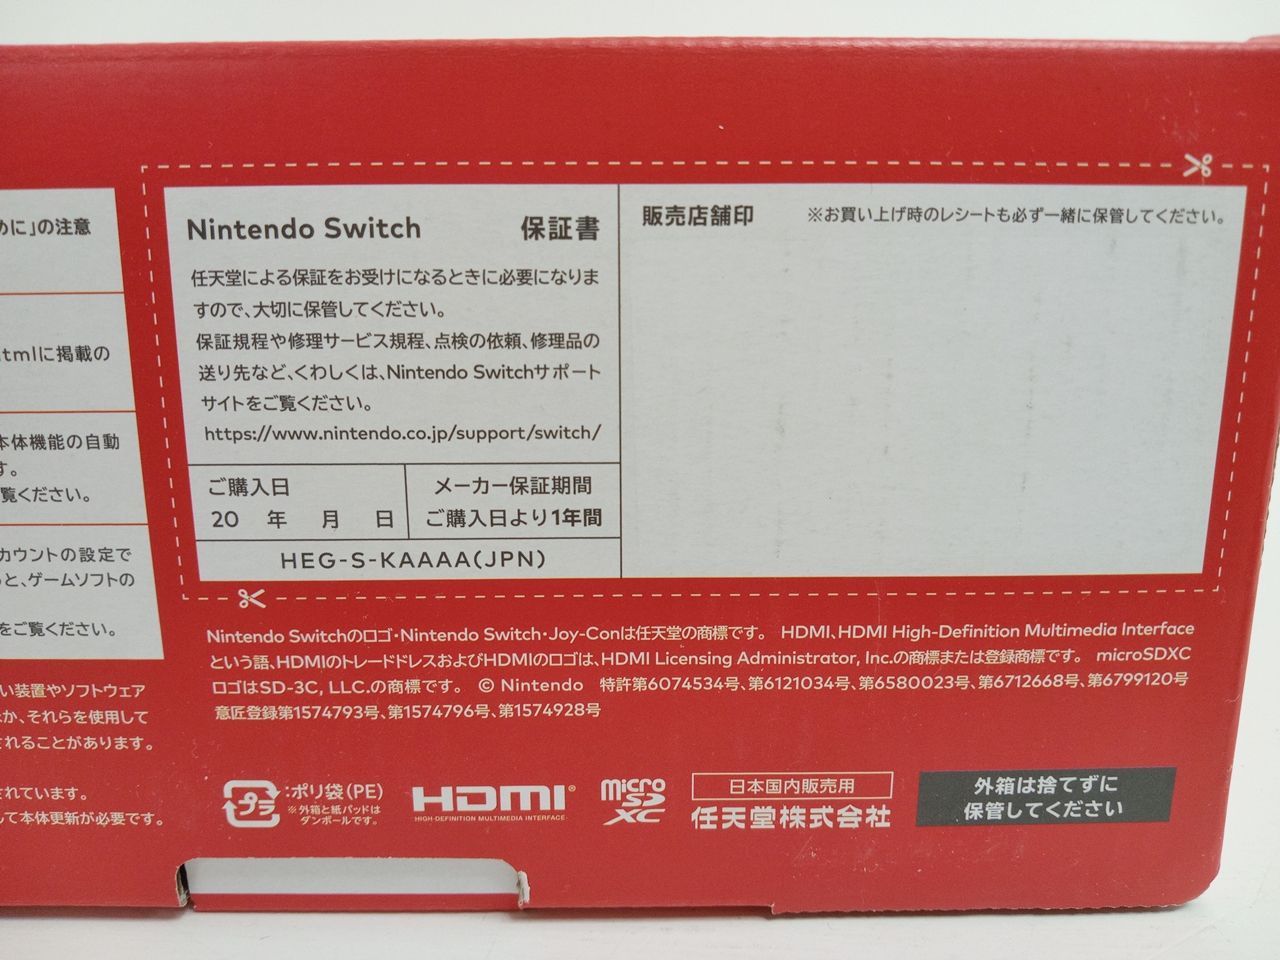 めに」の注意
tmlに掲載の
本体機能の自動
す。
覧ください。
カウントの設定で
と、ゲームソフトの
をご覧ください。
い装置やソフトウェア
か、それらを使用して
されることがあります。
されています。
して本体更新が必要です。
Nintendo Switch 保証書
任天堂による保証をお受けになるときに必要になりま
すので、大切に保管してください。
保証規程や修理サービス規程、点検の依頼、修理品の
送り先など、くわしくは、Nintendo Switchサポート
サイトをご覧ください。
https://www.nintendo.co.jp/support/switch/
ご購入日
20 年 月 日
メーカー保証期間
ご購入日より1年間
HEG-S-KAAAA(JPN)
販売店舗印 ※お買い上げ時のレシートも必ず一緒に保管してください。
Nintendo Switchのロゴ・Nintendo Switch・Joy-Conは任天堂の商標です。 HDMI、HDMI High-Definition Multimedia Interface
という語、HDMIのトレードドレスおよびHDMIのロゴは、HDMI Licensing Administrator, Inc.の商標または登録商標です。 microSDXC
ロゴはSD-3C, LLC.の商標です。 © Nintendo 特許第6074534号、第6121034号、第6580023号、第6712668号、第6799120号
意匠登録第1574793号、第1574796号、第1574928号
プラ
:ポリ袋(PE)
※外箱と紙パッドは
ダンボールです。
HDMI®
HIGH-DEFINITION MULTIMEDIA INTERFACE
micro
SD
XC
日本国内販売用
任天堂株式会社
外箱は捨てずに
保管してください